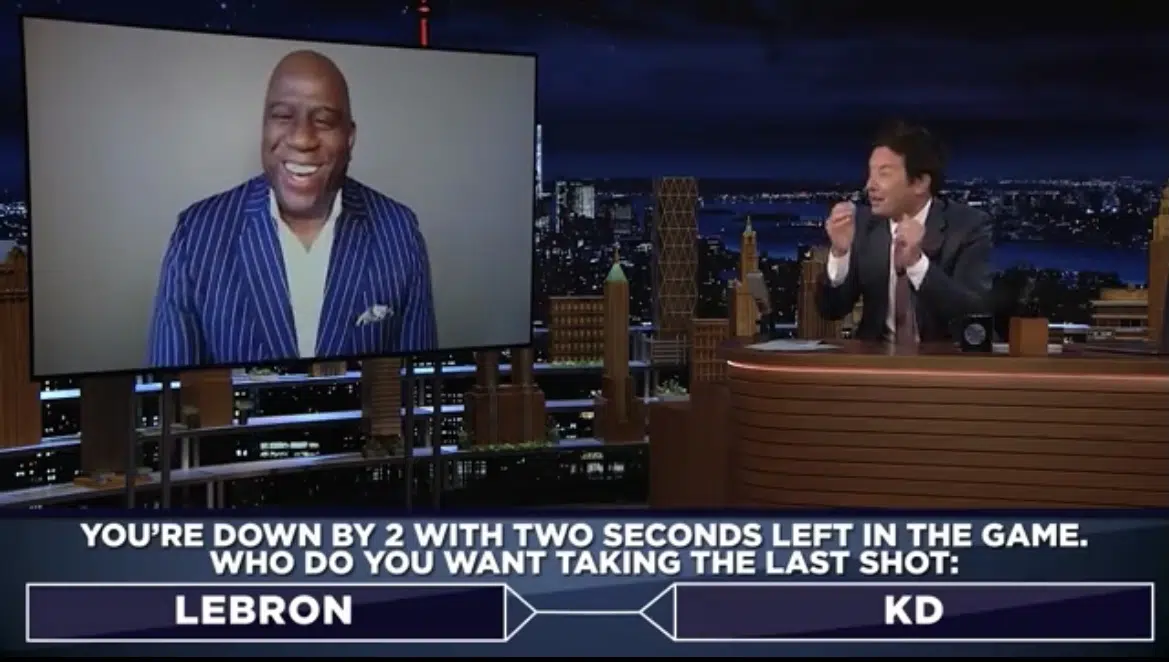 YOU'RE DOWN BY 2 WITH TWO SECONDS LEFT IN THE GAME.
WHO DO YOU WANT TAKING THE LAST SHOT:
LEBRON
KD